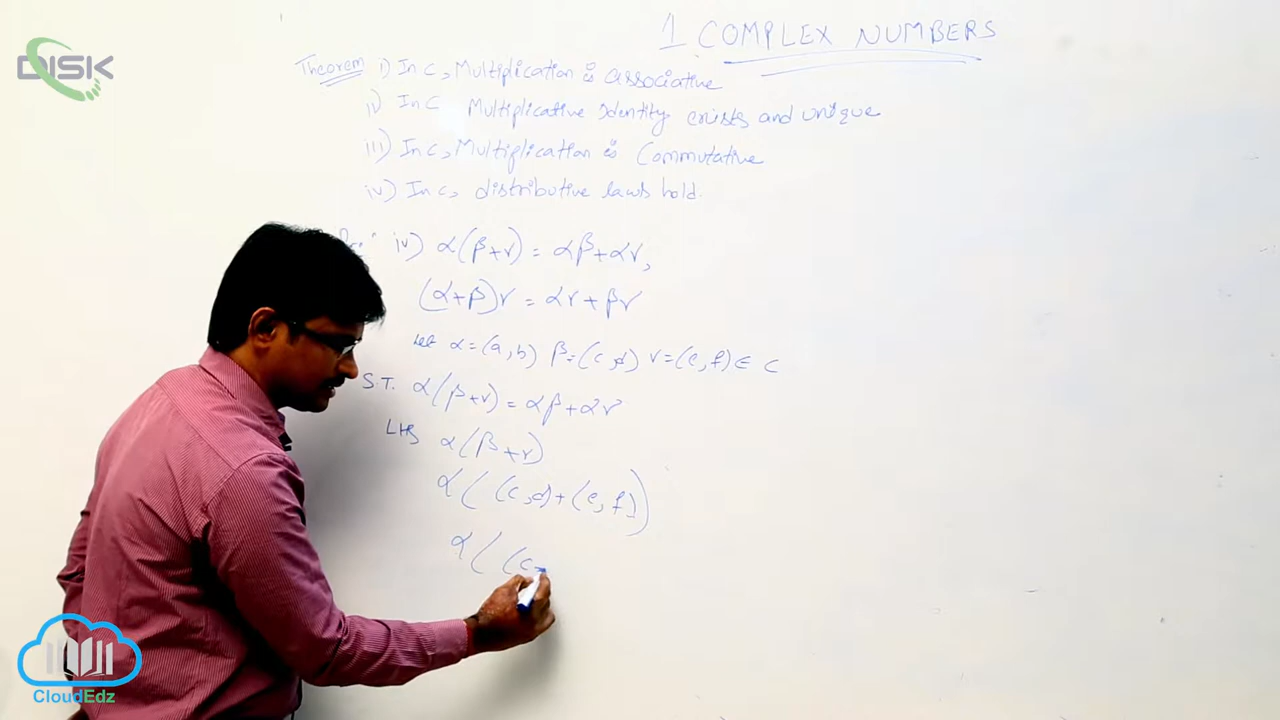 DISK
1 COMPLEX NUMBERS
Theorem i) In C, Multiplication is associative
ii) In C Multiplicative Identity exists and unique
iii) In C, Multiplication is Commutative
iv) In C, distributive laws hold.
iv) α(β+γ) = αβ+αγ,
(α+β)γ = αγ + βγ
Let α=(a,b) β=(c,d) γ=(e,f)∈ C
S.T. α(β+γ) = αβ+αγ
LHS α(β+γ)
α((c,d)+(e,f))
α((c+
CloudEdz